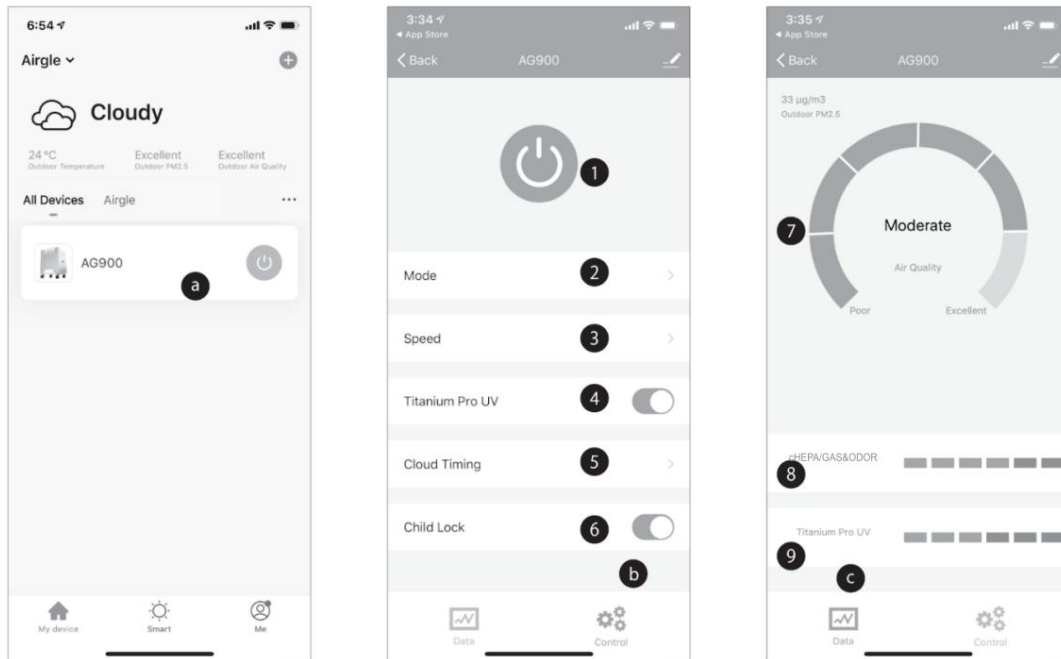 6:54
Airgle
Cloudy
24 °C
Outdoor Temperature
Excellent
Outdoor PM2.5
Excellent
Outdoor Air Quality
All Devices Airgle ...
AG900
a
My device
Smart
Me
3:34
App Store
Back AG900
1
Mode 2
Speed 3
Titanium Pro UV 4
Cloud Timing 5
Child Lock 6
b
Data
Control
3:35
App Store
Back AG900
33 µg/m3
Outdoor PM2.5
7
Moderate
Air Quality
Poor Excellent
cHEPA/GAS&ODOR
8
Titanium Pro UV
9
c
Data
Control